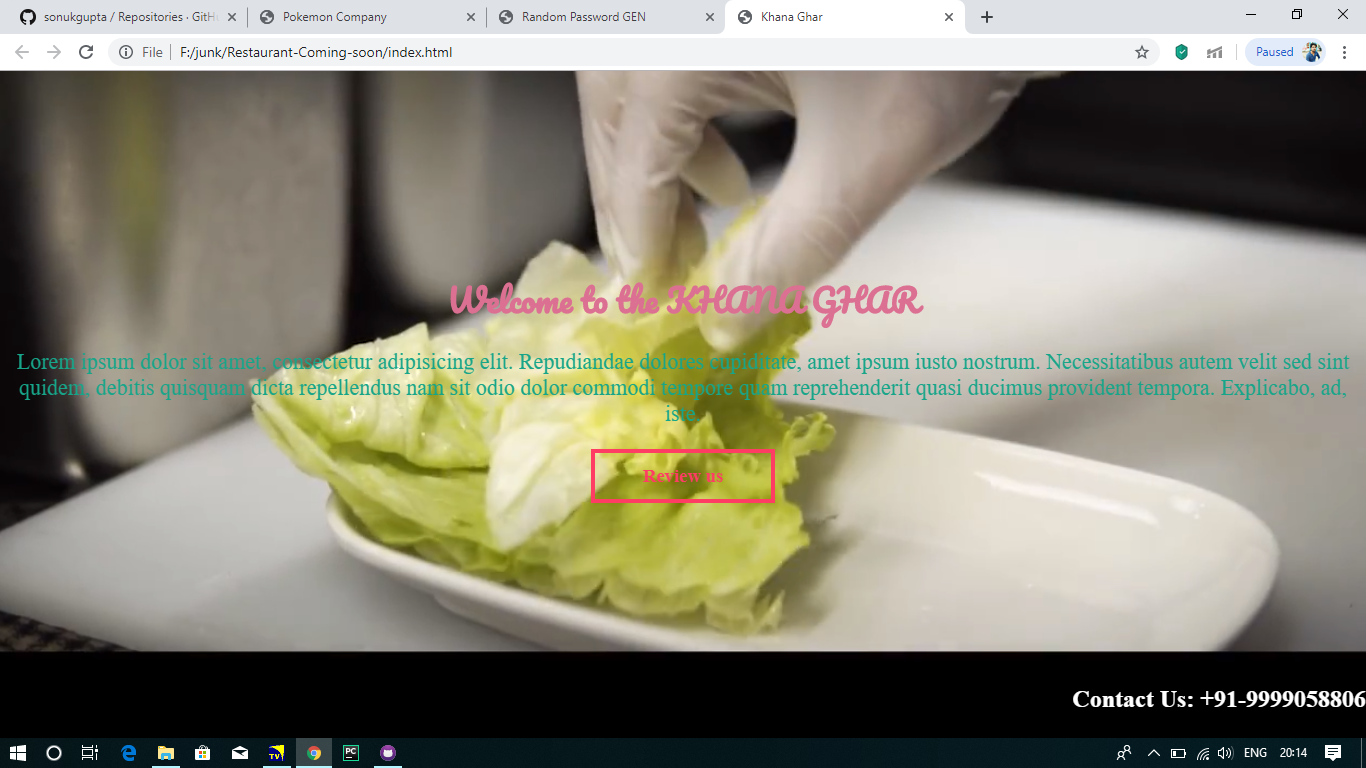 sonukgupta / Repositories · GitH
Pokemon Company
Random Password GEN
Khana Ghar
File
F:/junk/Restaurant-Coming-soon/index.html
Paused
Welcome to the KHANA GHAR
Lorem ipsum dolor sit amet, consectetur adipisicing elit. Repudiandae dolores cupiditate, amet ipsum iusto nostrum. Necessitatibus autem velit sed sint
quidem, debitis quisquam dicta repellendus nam sit odio dolor commodi tempore quam reprehenderit quasi ducimus provident tempora. Explicabo, ad,
iste.
Review us
Contact Us: +91-9999058806
TV
PC
ENG
20:14